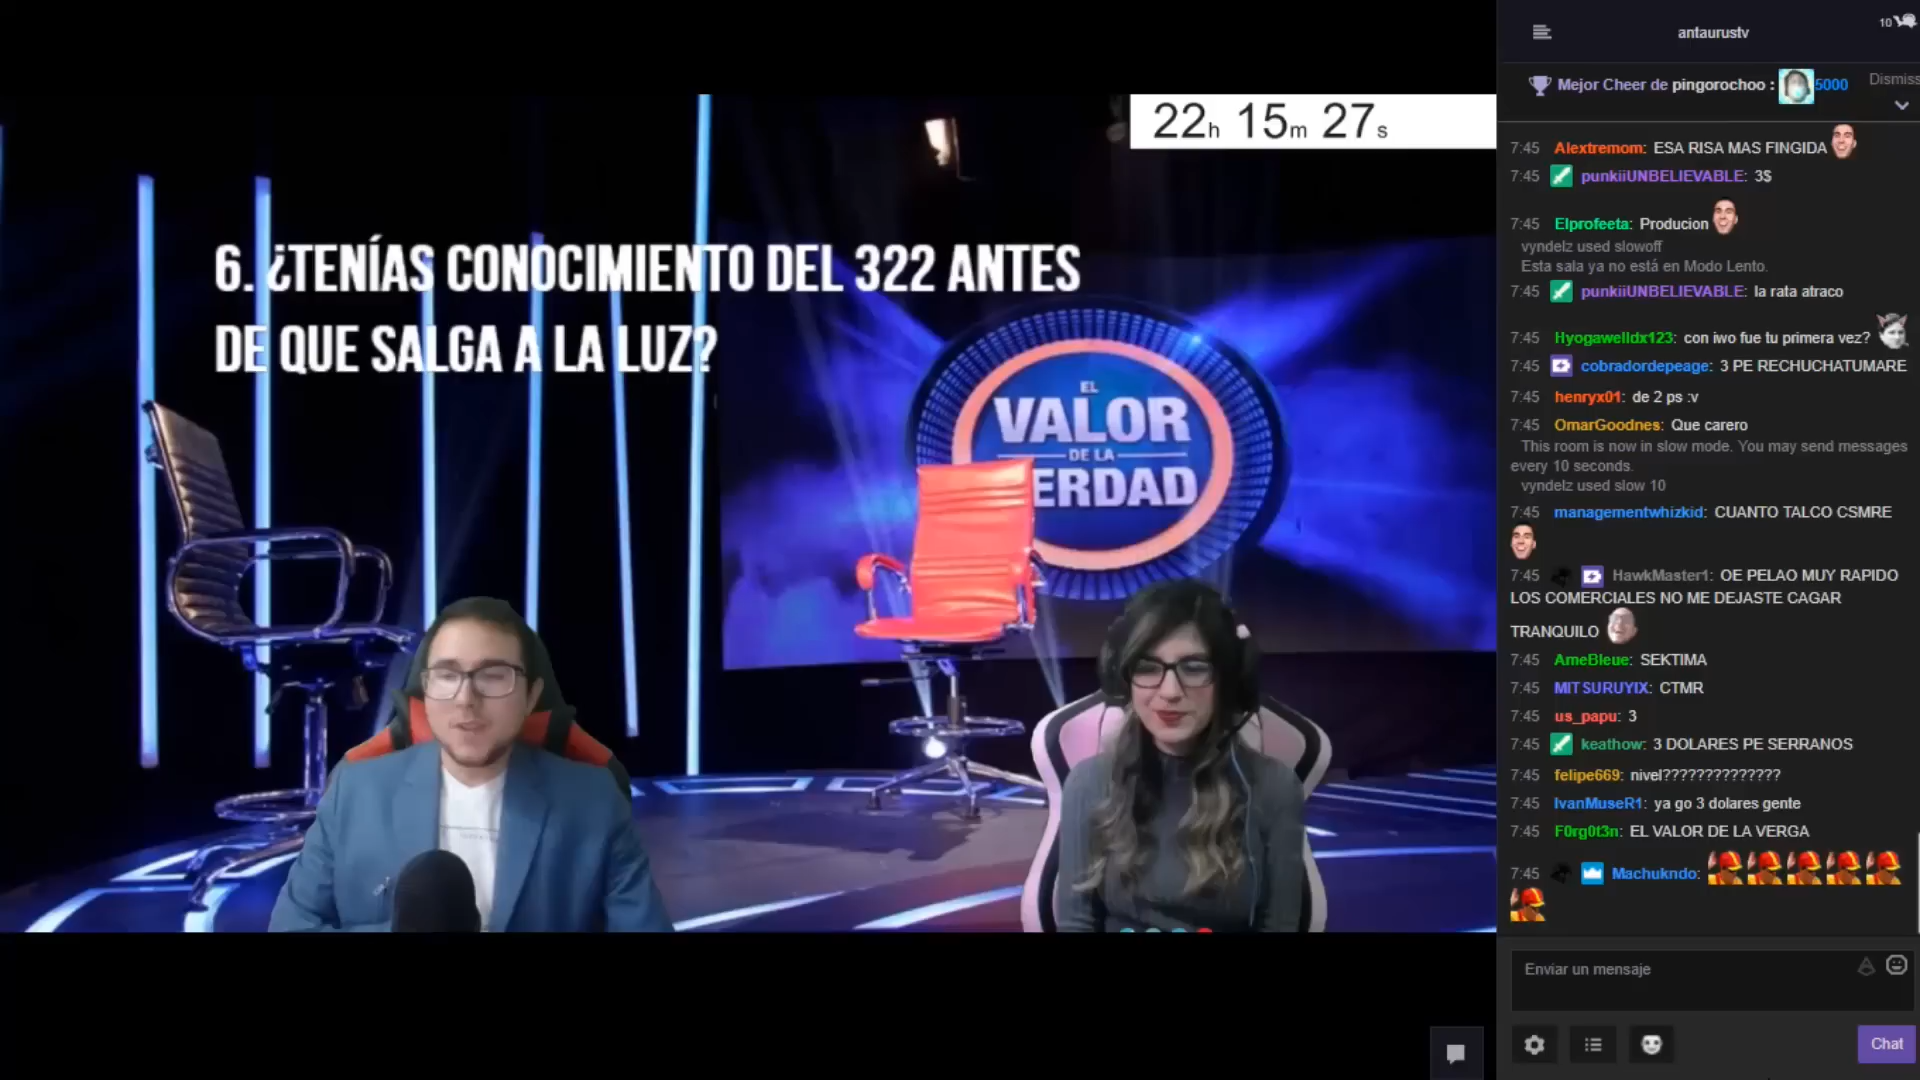 22h 15m 27s
6. ¿TENÍAS CONOCIMIENTO DEL 322 ANTES
DE QUE SALGA A LA LUZ?
EL
VALOR
DE LA
ERDAD
10
antaurustv
Mejor Cheer de pingorochoo : 5000
Dismiss
7:45 Alextremom: ESA RISA MAS FINGIDA
7:45 punkiiUNBELIEVABLE: 3$
7:45 Elprofeeta: Producion
vyndelz used slowoff
Esta sala ya no está en Modo Lento.
7:45 punkiiUNBELIEVABLE: la rata atraco
7:45 Hyogawelldx123: con iwo fue tu primera vez?
7:45 cobradordepeage: 3 PE RECHUCHATUMARE
7:45 henryx01: de 2 ps :v
7:45 OmarGoodnes: Que carero
This room is now in slow mode. You may send messages
every 10 seconds.
vyndelz used slow 10
7:45 managementwhizkid: CUANTO TALCO CSMRE
7:45 HawkMaster1: OE PELAO MUY RAPIDO
LOS COMERCIALES NO ME DEJASTE CAGAR
TRANQUILO
7:45 AmeBleue: SEKTIMA
7:45 MITSURUYIX: CTMR
7:45 us_papu: 3
7:45 keathow: 3 DOLARES PE SERRANOS
7:45 felipe669: nivel??????????????
7:45 IvanMuseR1: ya go 3 dolares gente
7:45 F0rg0t3n: EL VALOR DE LA VERGA
7:45 Machukndo:
Enviar un mensaje
Chat